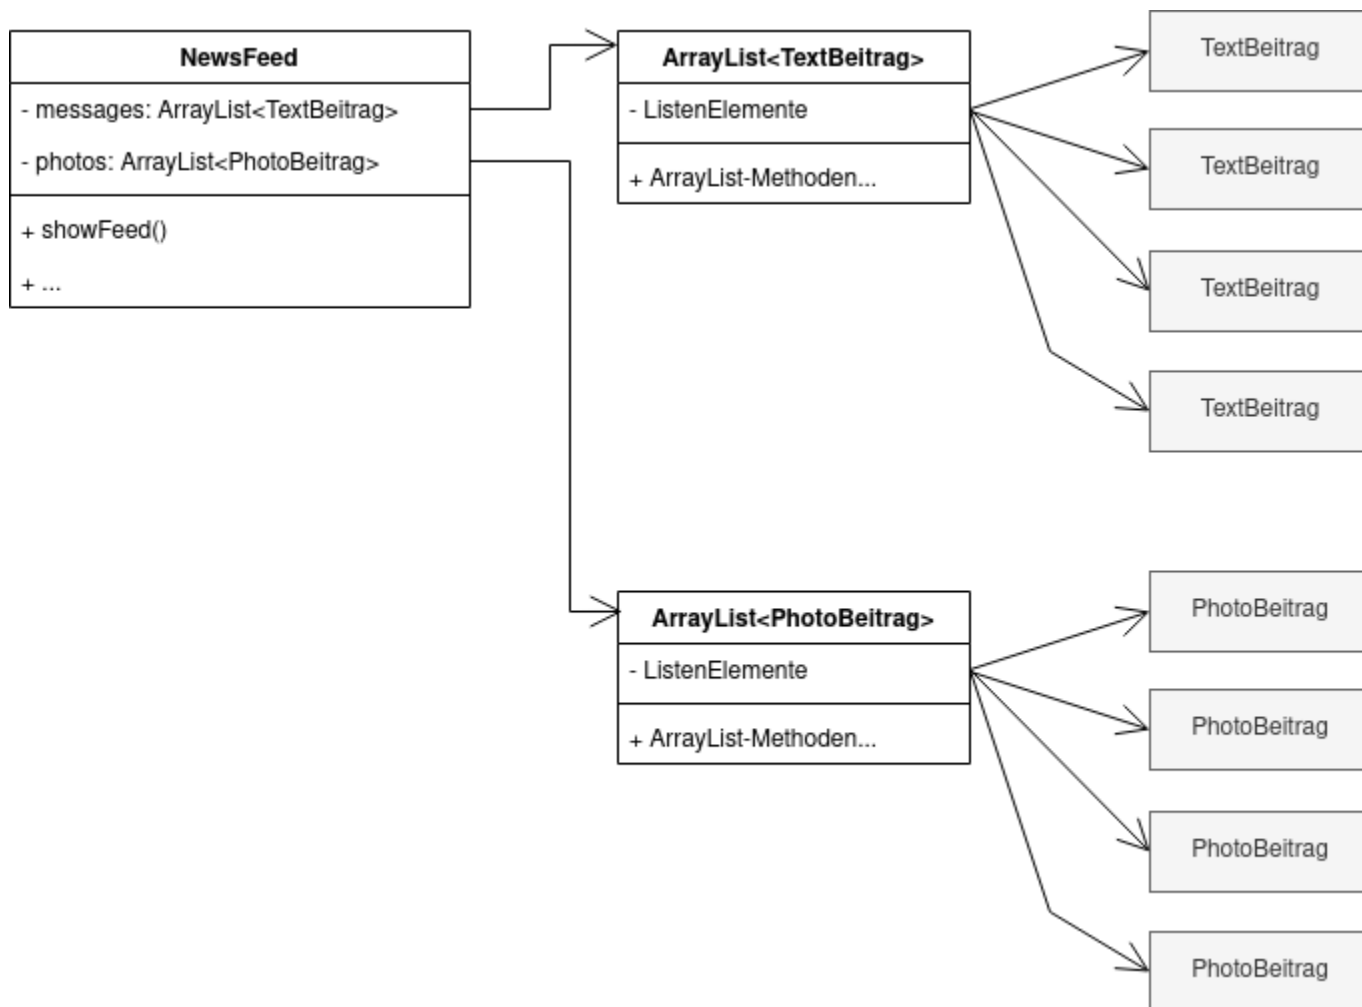 NewsFeed
- messages: ArrayList<TextBeitrag>
- photos: ArrayList<PhotoBeitrag>
+ showFeed()
+ ...
ArrayList<TextBeitrag>
- ListenElemente
+ ArrayList-Methoden...
TextBeitrag
TextBeitrag
TextBeitrag
TextBeitrag
ArrayList<PhotoBeitrag>
- ListenElemente
+ ArrayList-Methoden...
PhotoBeitrag
PhotoBeitrag
PhotoBeitrag
PhotoBeitrag